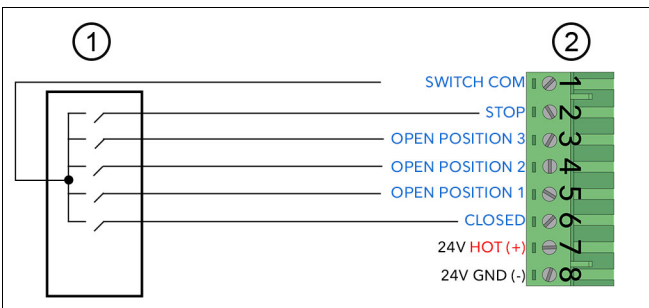 1 2
SWITCH COM 1
STOP 2
OPEN POSITION 3 3
OPEN POSITION 2 4
OPEN POSITION 1 5
CLOSED 6
24V HOT (+) 7
24V GND (-) 8